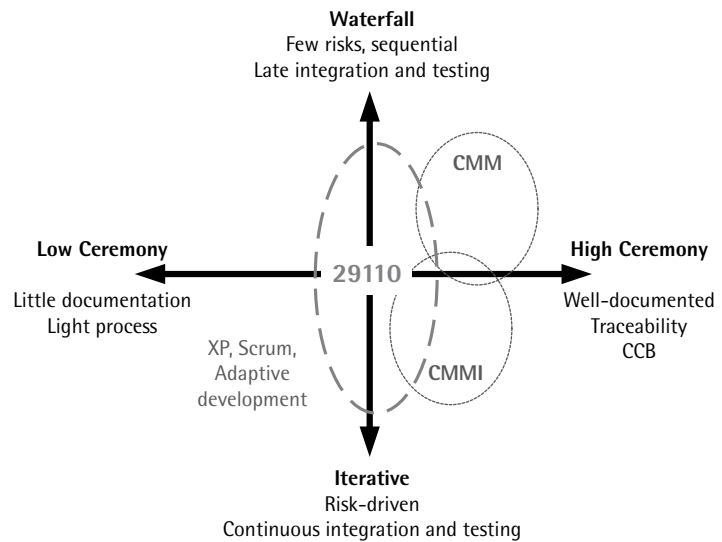 Waterfall
Few risks, sequential
Late integration and testing
CMM
Low Ceremony
High Ceremony
29110
Little documentation
Light process
Well-documented
Traceability
CCB
XP, Scrum,
Adaptive
development
CMMI
Iterative
Risk-driven
Continuous integration and testing